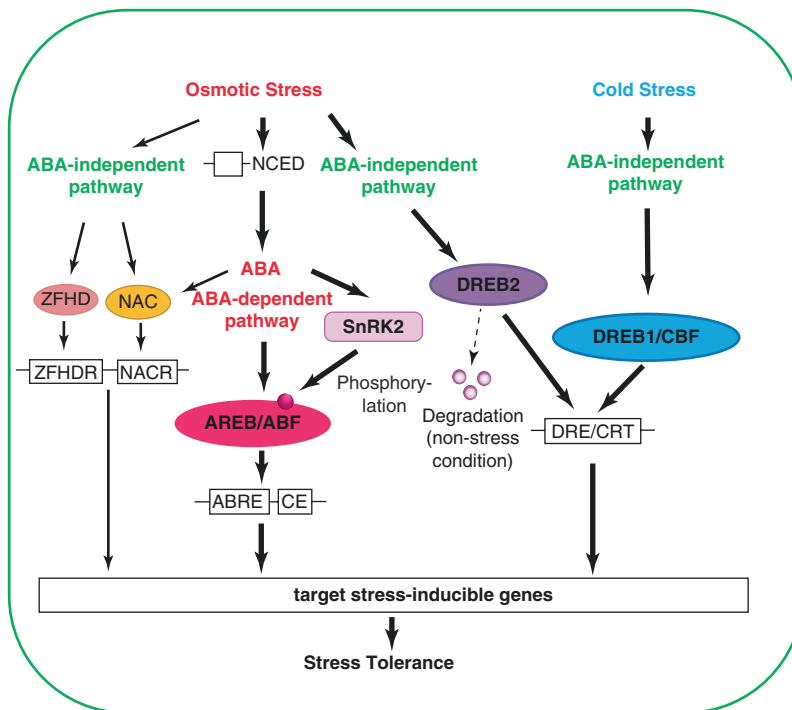 Osmotic Stress
Cold Stress
ABA-independent
pathway
NCED
ABA-independent
pathway
ABA-independent
pathway
ABA
ABA-dependent
pathway
ZFHD
NAC
SnRK2
DREB2
DREB1/CBF
ZFHDR
NACR
Phosphory-
lation
Degradation
(non-stress
condition)
AREB/ABF
DRE/CRT
ABRE
CE
target stress-inducible genes
Stress Tolerance